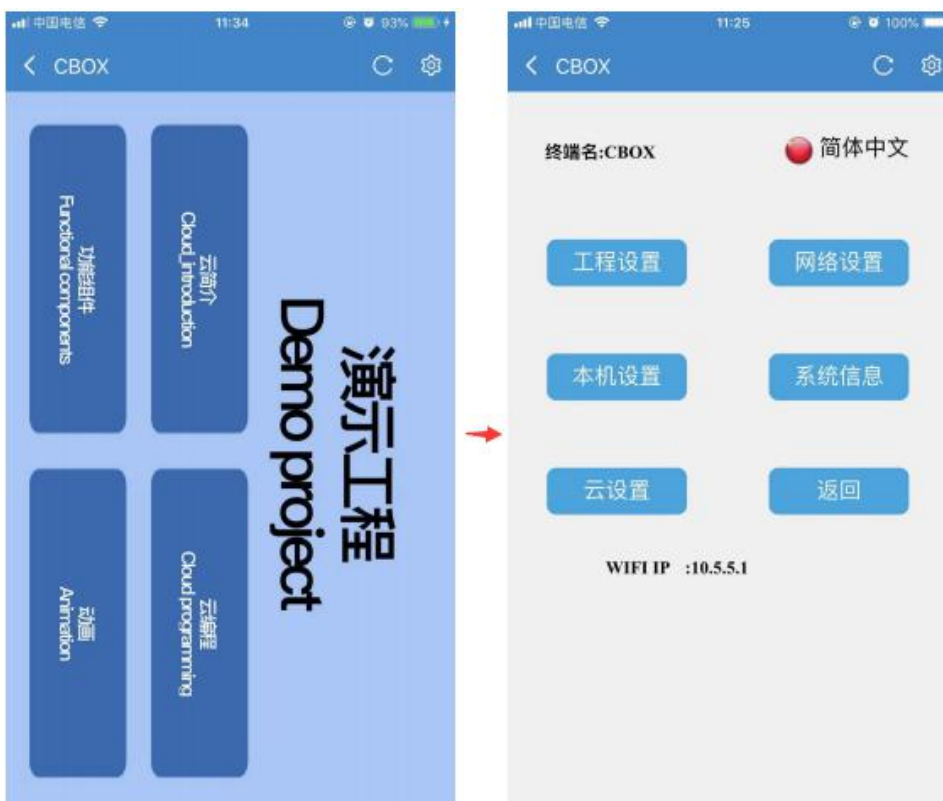 中国电信 11:34 93%
CBOX
演示工程
Demo project
云简介
Cloud_introduction
云编程
Cloud programming
功能组件
Functional components
动画
Animation
中国电信 11:25 100%
CBOX
终端名:CBOX 简体中文
工程设置 网络设置
本机设置 系统信息
云设置 返回
WIFI IP :10.5.5.1